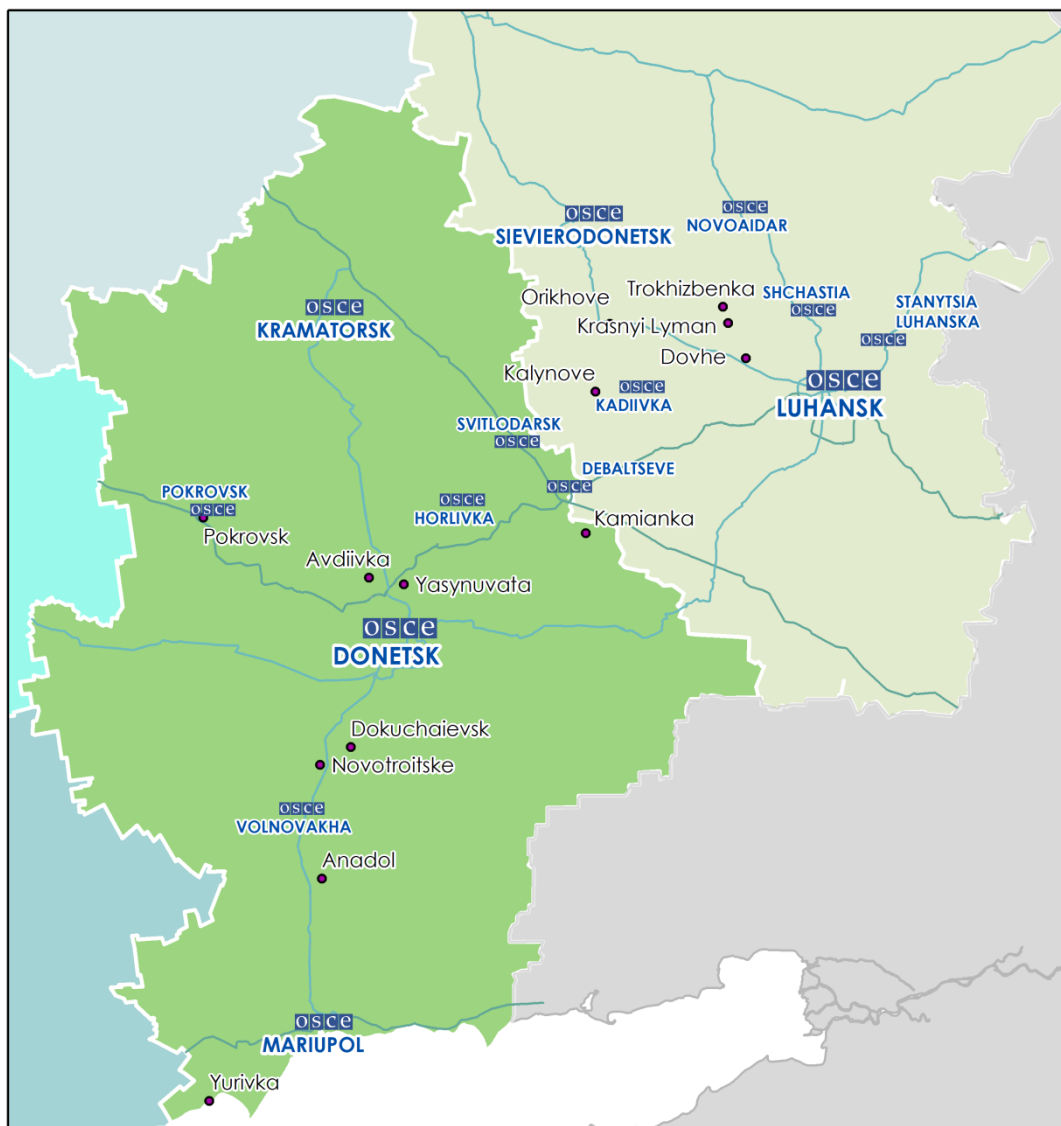 osce
SIEVIERODONETSK
osce
NOVOAIDAR
Trokhizbenka
SHCHASTIA
osce
STANYTSIA
LUHANSKA
osce
Orikhove
Krasnyi Lyman
osce
KRAMATORSK
Dovhe
Kalynove
osce
KADIIVKA
osce
LUHANSK
SVITLODARSK
osce
DEBALTSEVE
osce
POKROVSK
osce
Pokrovsk
osce
HORLIVKA
Kamianka
Avdiivka
Yasynuvata
osce
DONETSK
Dokuchaievsk
Novotroitske
osce
VOLNOVAKHA
Anadol
osce
MARIUPOL
Yurivka